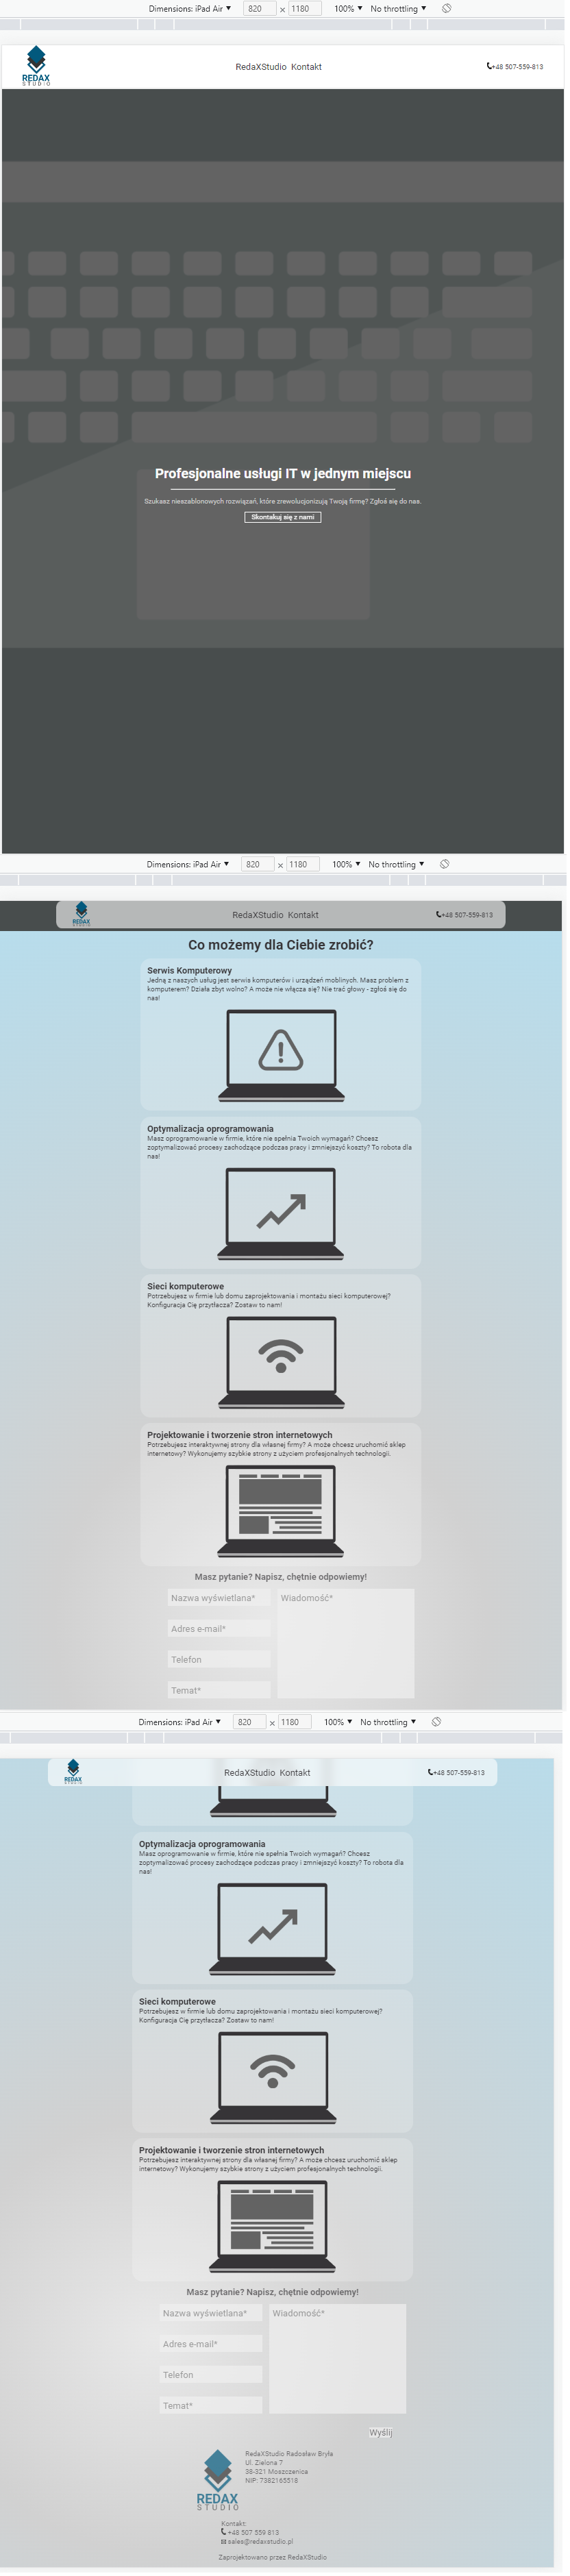 Dimensions: iPad Air 820 × 1180 100% No throttling
REDAX
STUDIO
RedaXStudio Kontakt
+48 507-559-813
Profesjonalne usługi IT w jednym miejscu
Szukasz nieszablonowych rozwiązań, które zrewolucjonizują Twoją firmę? Zgłoś się do nas.
Skontakuj się z nami
Dimensions: iPad Air 820 × 1180 100% No throttling
REDAX
STUDIO
RedaXStudio Kontakt
+48 507-559-813
Co możemy dla Ciebie zrobić?
Serwis Komputerowy
Jedną z naszych usług jest serwis komputerów i urządzeń moblinych. Masz problem z
komputerem? Działa zbyt wolno? A może nie włącza się? Nie trać głowy - zgłoś się do
nas!
Optymalizacja oprogramowania
Masz oprogramowanie w firmie, które nie spełnia Twoich wymagań? Chcesz
zoptymalizować procesy zachodzące podczas pracy i zmniejszyć koszty? To robota dla
nas!
Sieci komputerowe
Potrzebujesz w firmie lub domu zaprojektowania i montażu sieci komputerowej?
Konfiguracja Cię przytłacza? Zostaw to nam!
Projektowanie i tworzenie stron internetowych
Potrzebujesz interaktywnej strony dla własnej firmy? A może chcesz uruchomić sklep
internetowy? Wykonujemy szybkie strony z użyciem profesjonalnych technologii.
Masz pytanie? Napisz, chętnie odpowiemy!
Nazwa wyświetlana*
Wiadomość*
Adres e-mail*
Telefon
Temat*
Dimensions: iPad Air 820 × 1180 100% No throttling
REDAX
STUDIO
RedaXStudio Kontakt
+48 507-559-813
Optymalizacja oprogramowania
Masz oprogramowanie w firmie, które nie spełnia Twoich wymagań? Chcesz
zoptymalizować procesy zachodzące podczas pracy i zmniejszyć koszty? To robota dla
nas!
Sieci komputerowe
Potrzebujesz w firmie lub domu zaprojektowania i montażu sieci komputerowej?
Konfiguracja Cię przytłacza? Zostaw to nam!
Projektowanie i tworzenie stron internetowych
Potrzebujesz interaktywnej strony dla własnej firmy? A może chcesz uruchomić sklep
internetowy? Wykonujemy szybkie strony z użyciem profesjonalnych technologii.
Masz pytanie? Napisz, chętnie odpowiemy!
Nazwa wyświetlana*
Wiadomość*
Adres e-mail*
Telefon
Temat*
Wyślij
REDAX
STUDIO
RedaXStudio Radosław Bryła
Ul. Zielona 7
38-321 Moszczenica
NIP: 7382165518
Kontakt:
+48 507 559 813
sales@redaxstudio.pl
Zaprojektowano przez RedaXStudio